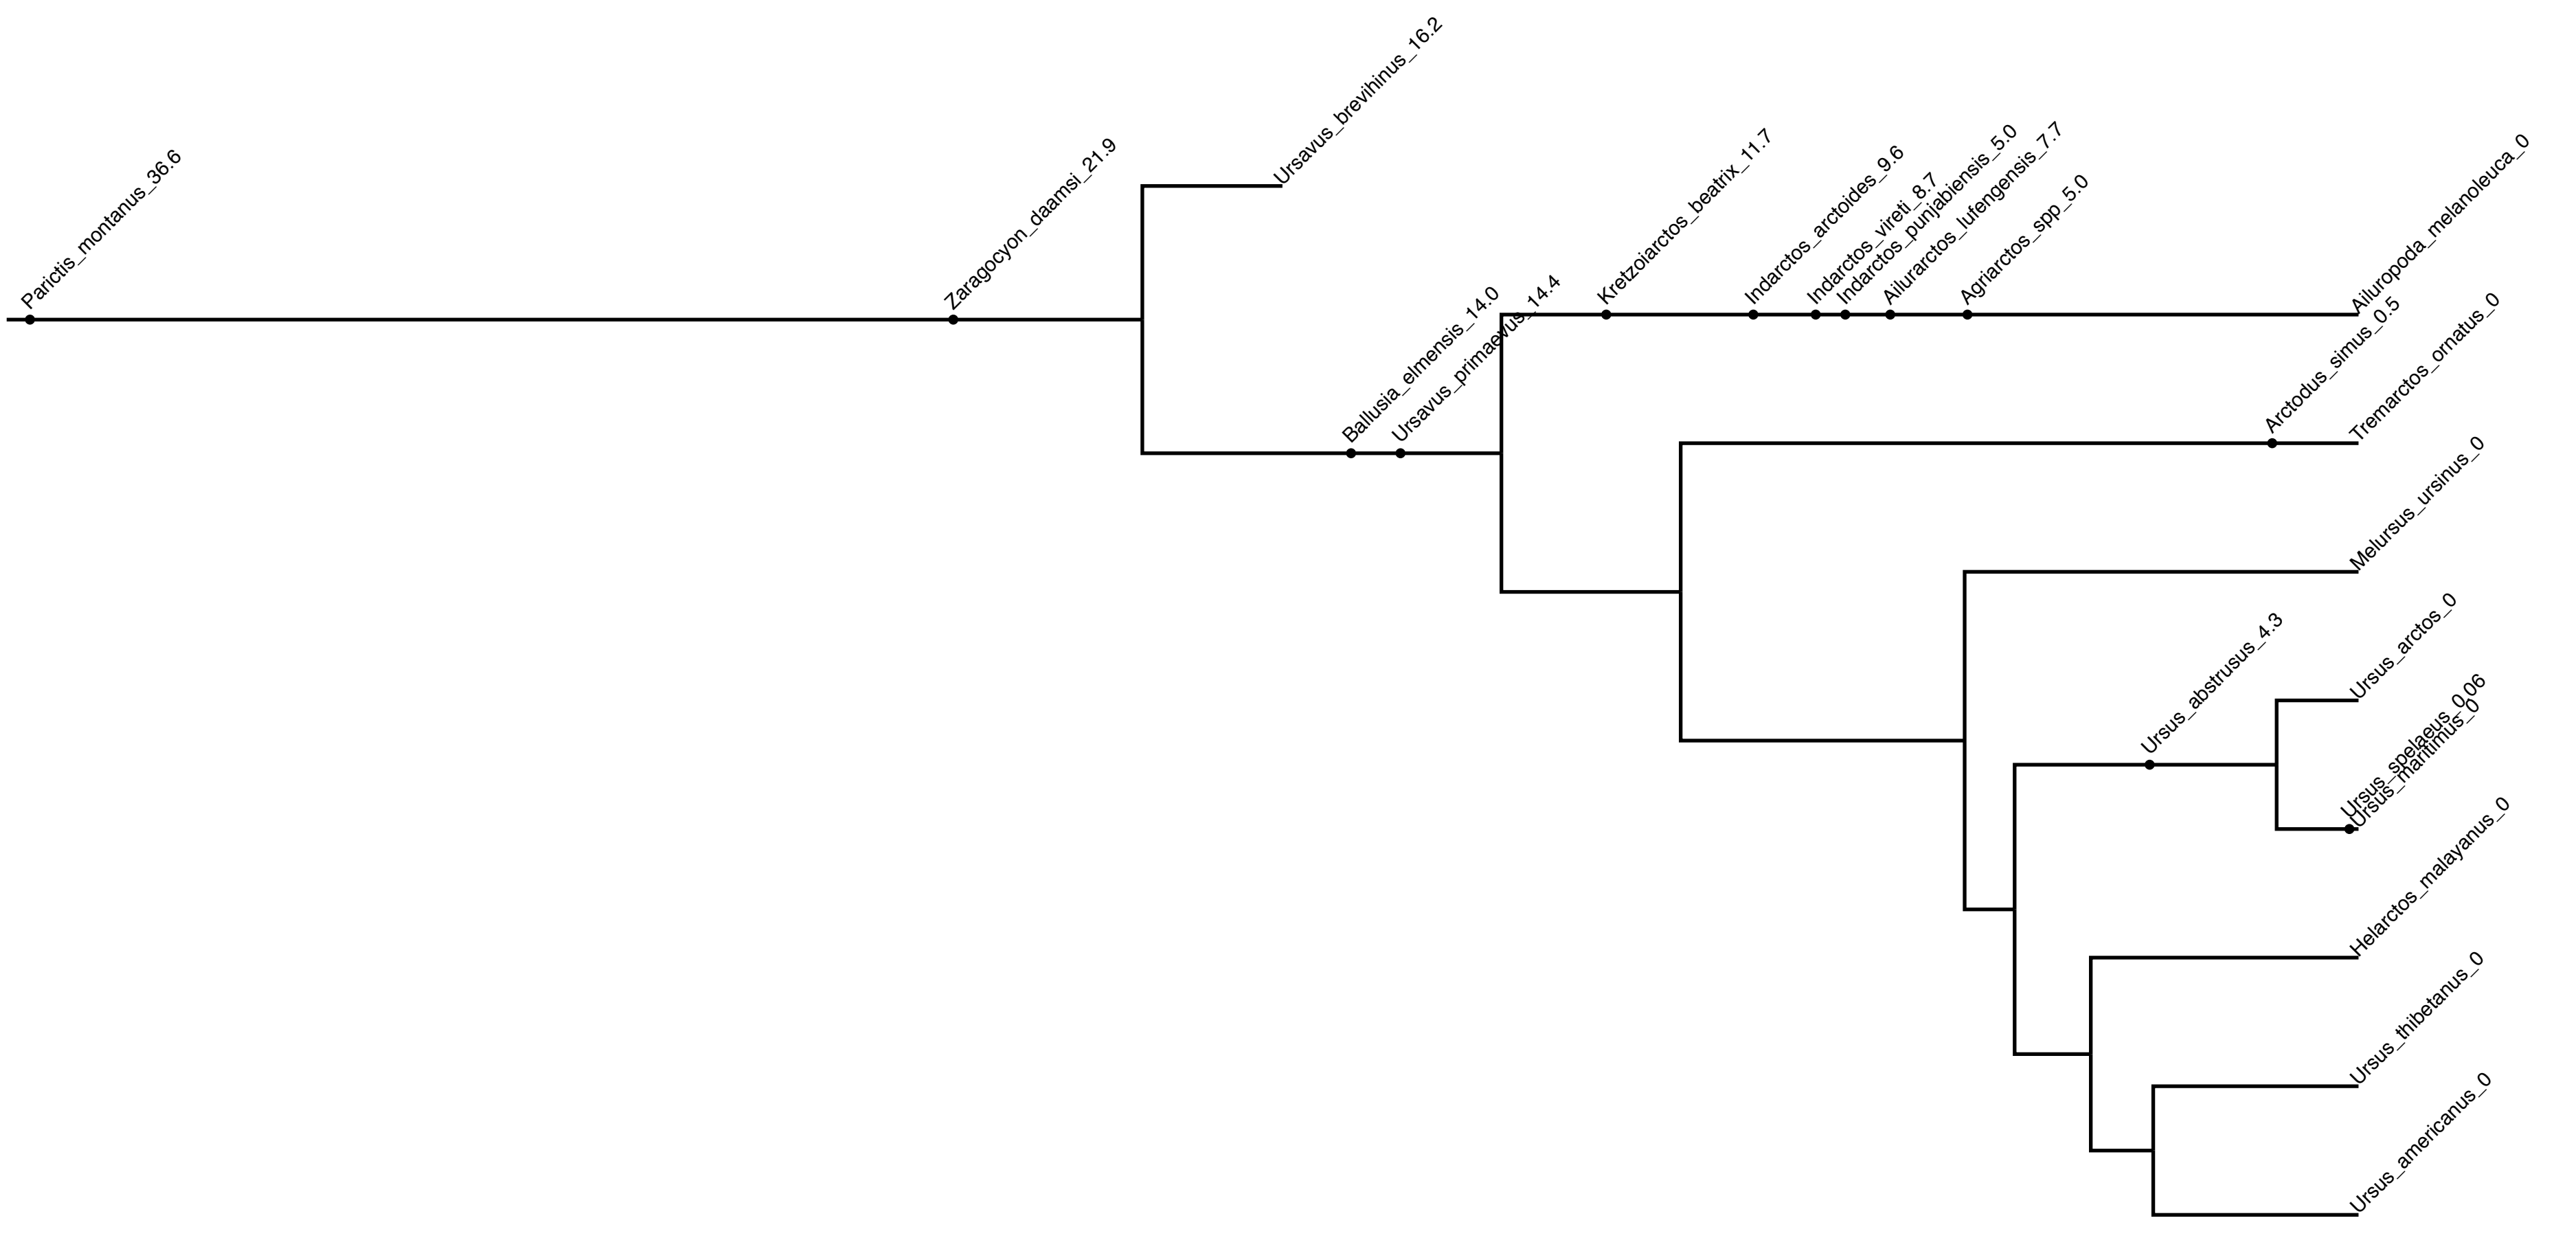 Parictis_montanus_36.6
Zaragocyon_daamsi_21.9
Ursavus_brevihinus_16.2
Ballusia_elmensis_14.0
Ursavus_primaevus_14.4
Kretzoiarctos_beatrix_11.7
Indarctos_arctoides_9.6
Indarctos_vireti_8.7
Indarctos_punjabiensis_5.0
Ailurarctos_lufengensis_7.7
Agriarctos_spp_5.0
Ailuropoda_melanoleuca_0
Arctodus_simus_0.5
Tremarctos_ornatus_0
Melursus_ursinus_0
Ursus_arctos_0
Ursus_abstrusus_4.3
Ursus_spelaeus_0.06
Ursus_maritimus_0
Helarctos_malayanus_0
Ursus_thibetanus_0
Ursus_americanus_0